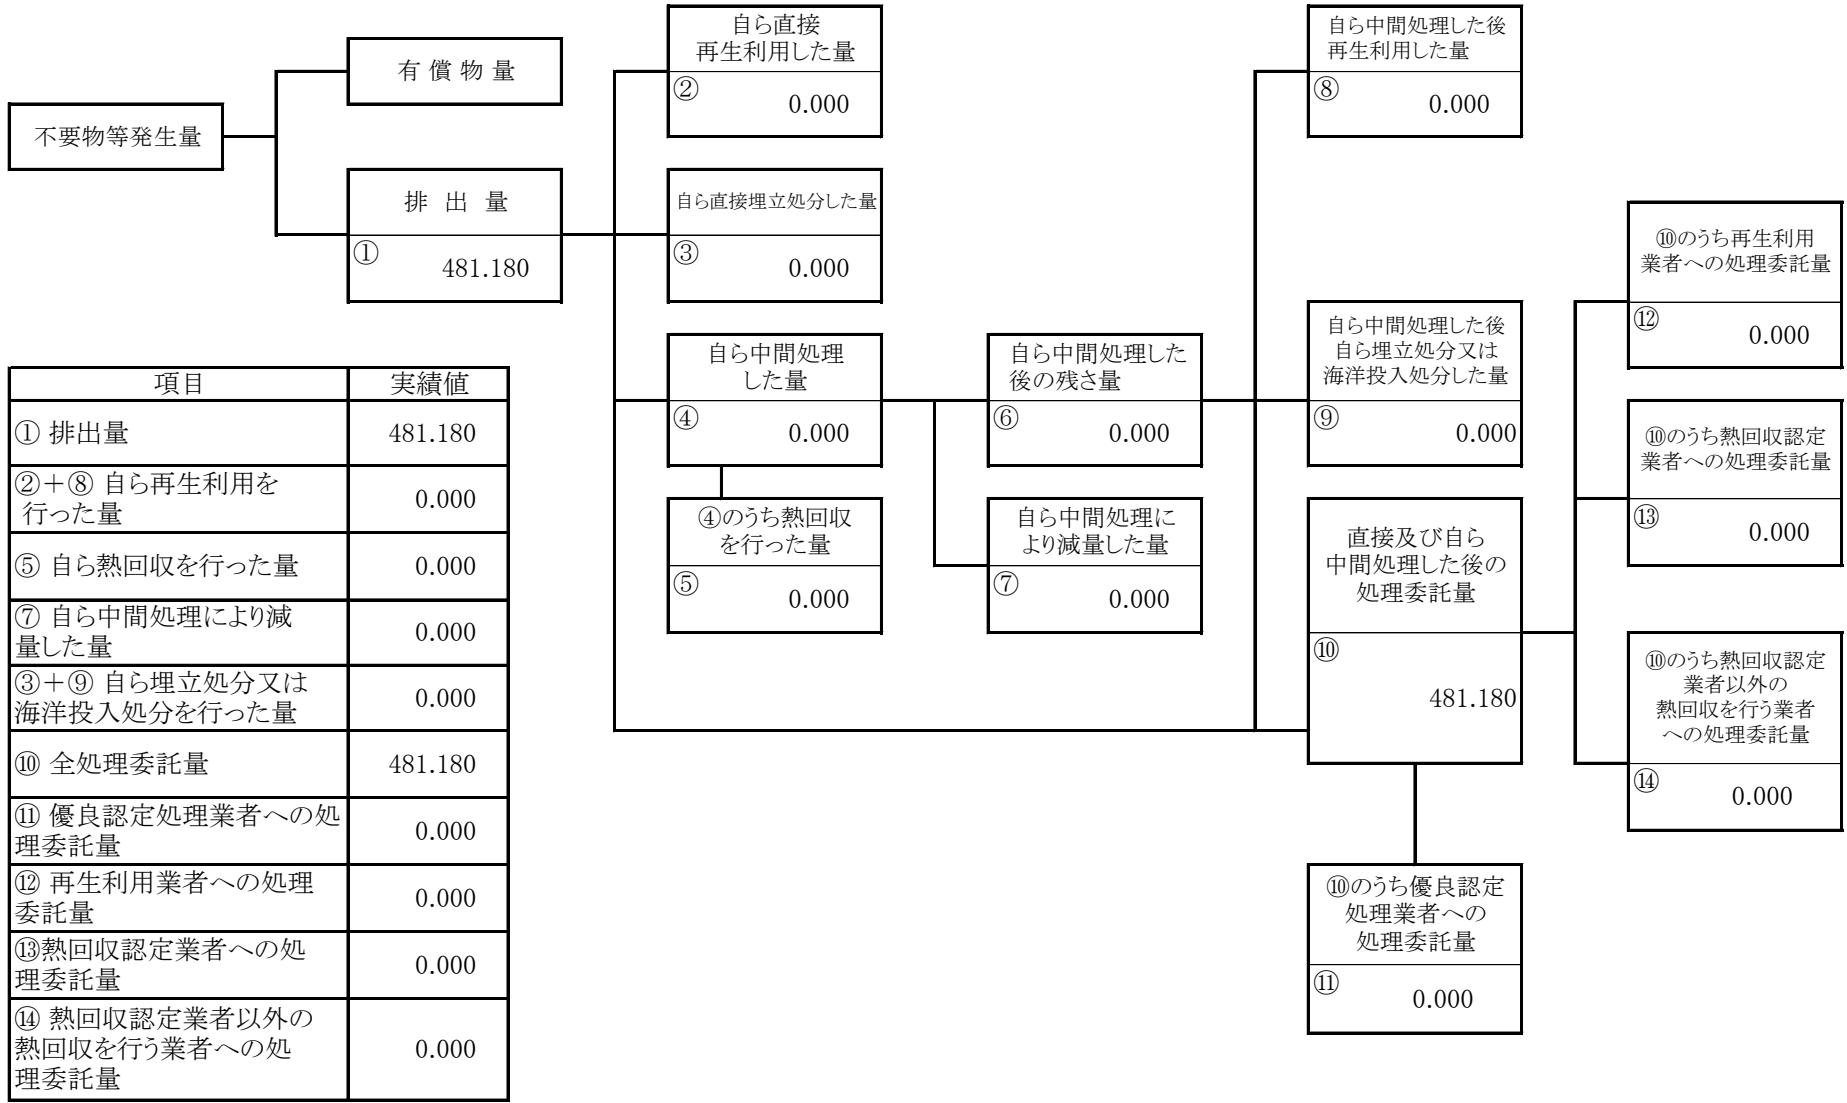 不要物等発生量
有 償 物 量
排 出 量
①
481.180
自ら直接
再生利用した量
②
0.000
自ら直接埋立処分した量
③
0.000
自ら中間処理
した量
④
0.000
④のうち熱回収
を行った量
⑤
0.000
自ら中間処理した
後の残さ量
⑥
0.000
自ら中間処理に
より減量した量
⑦
0.000
自ら中間処理した後
再生利用した量
⑧
0.000
自ら中間処理した後
自ら埋立処分又は
海洋投入処分した量
⑨
0.000
直接及び自ら
中間処理した後の
処理委託量
⑩
481.180
⑩のうち優良認定
処理業者への
処理委託量
⑪
0.000
⑩のうち再生利用
業者への処理委託量
⑫
0.000
⑩のうち熱回収認定
業者への処理委託量
⑬
0.000
⑩のうち熱回収認定
業者以外の
熱回収を行う業者
への処理委託量
⑭
0.000
項目 実績値
① 排出量 481.180
②＋⑧ 自ら再生利用を
行った量
0.000
⑤ 自ら熱回収を行った量 0.000
⑦ 自ら中間処理により減
量した量
0.000
③＋⑨ 自ら埋立処分又は
海洋投入処分を行った量
0.000
⑩ 全処理委託量 481.180
⑪ 優良認定処理業者への処
理委託量
0.000
⑫ 再生利用業者への処理
委託量
0.000
⑬熱回収認定業者への処
理委託量
0.000
⑭ 熱回収認定業者以外の
熱回収を行う業者への処
理委託量
0.000